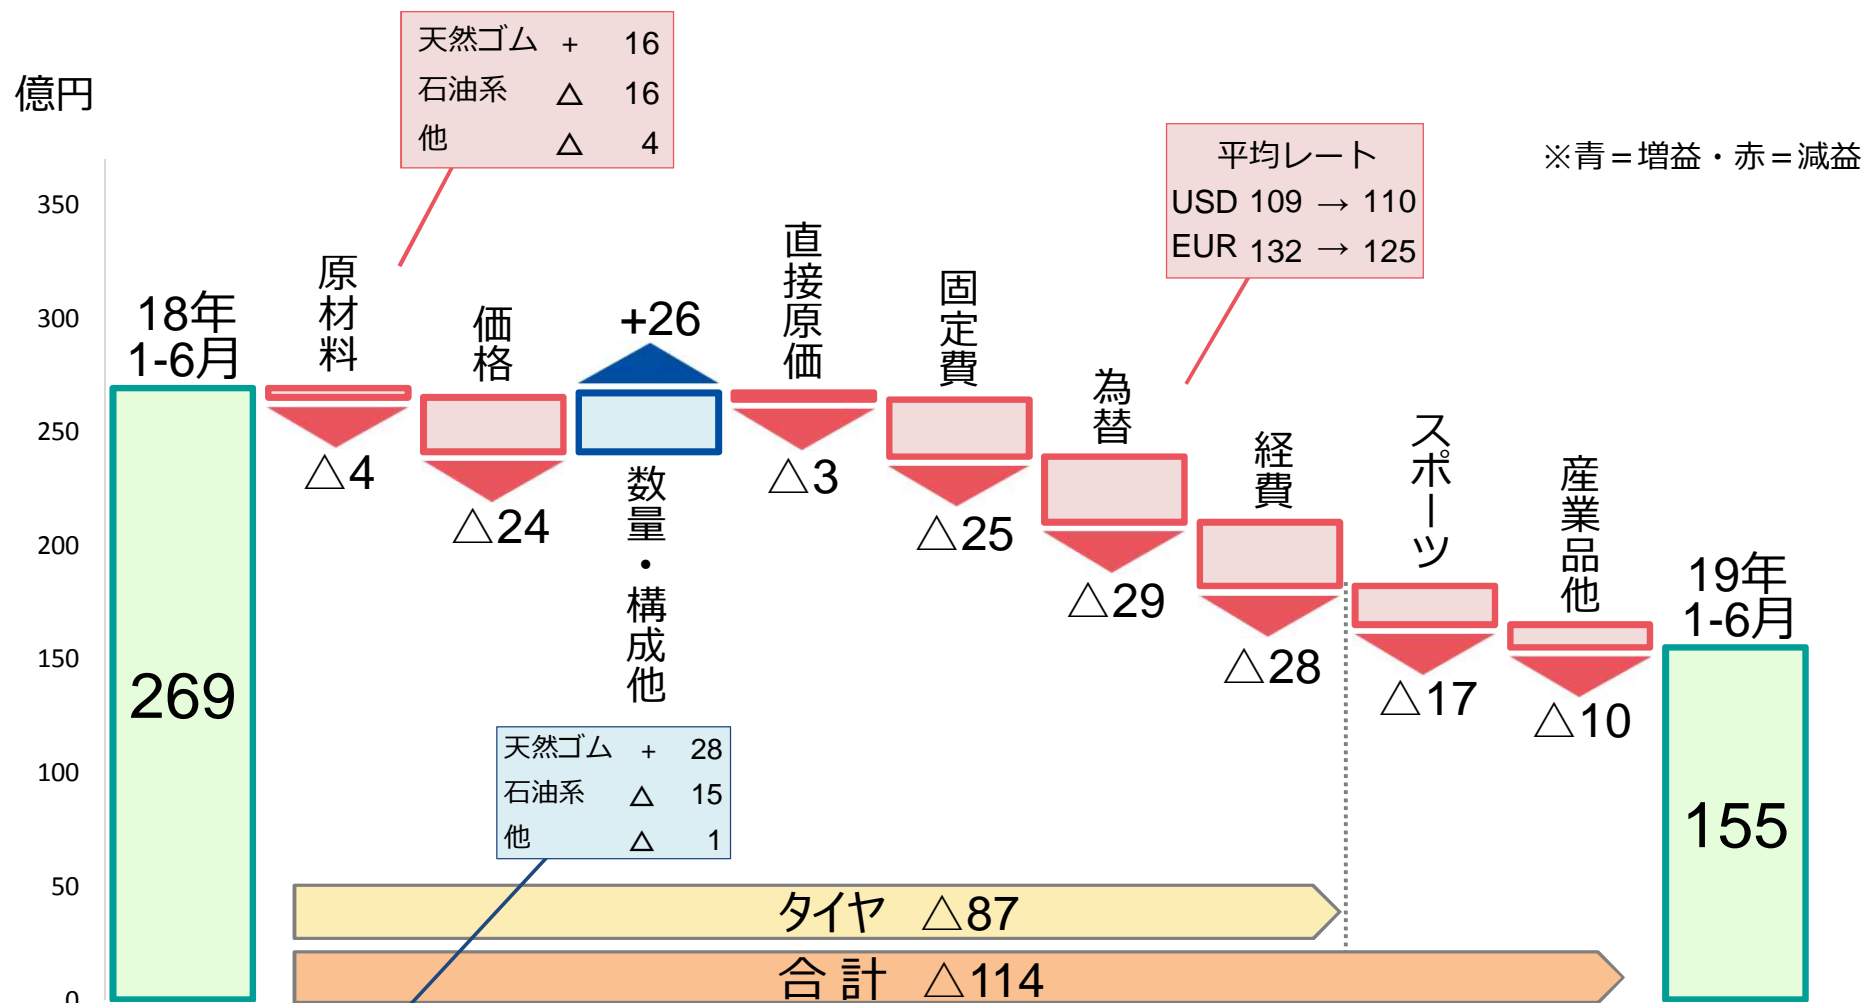 億円
天然ゴム + 16
石油系 △ 16
他 △ 4
平均レート
USD 109 → 110
EUR 132 → 125
※青＝増益・赤＝減益
350
300
250
200
150
100
50
0
18年
1-6月
269
原材料
△4
価格
△24
+26
数量・構成他
直接原価
△3
固定費
△25
為替
△29
経費
△28
スポーツ
△17
産業品他
△10
19年
1-6月
155
天然ゴム + 28
石油系 △ 15
他 △ 1
タイヤ △87
合計 △114